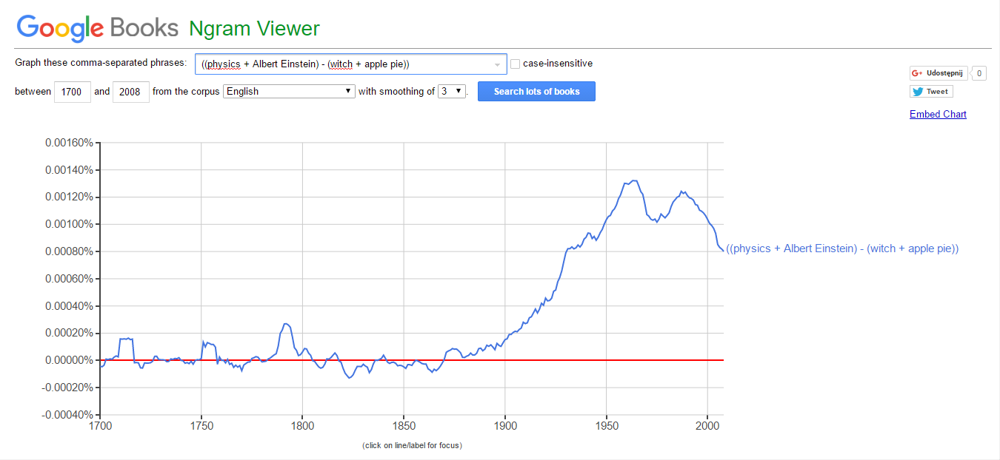 Google Books Ngram Viewer
Graph these comma-separated phrases: ((physics + Albert Einstein) - (witch + apple pie)) case-insensitive
between 1700 and 2008 from the corpus English with smoothing of 3 . Search lots of books
Udostępnij 0
Tweet
Embed Chart
0.00160%
0.00140%
0.00120%
0.00100%
0.00080%
((physics + Albert Einstein) - (witch + apple pie))
0.00060%
0.00040%
0.00020%
0.00000%
-0.00020%
-0.00040%
1700 1750 1800 1850 1900 1950 2000
(click on line/label for focus)